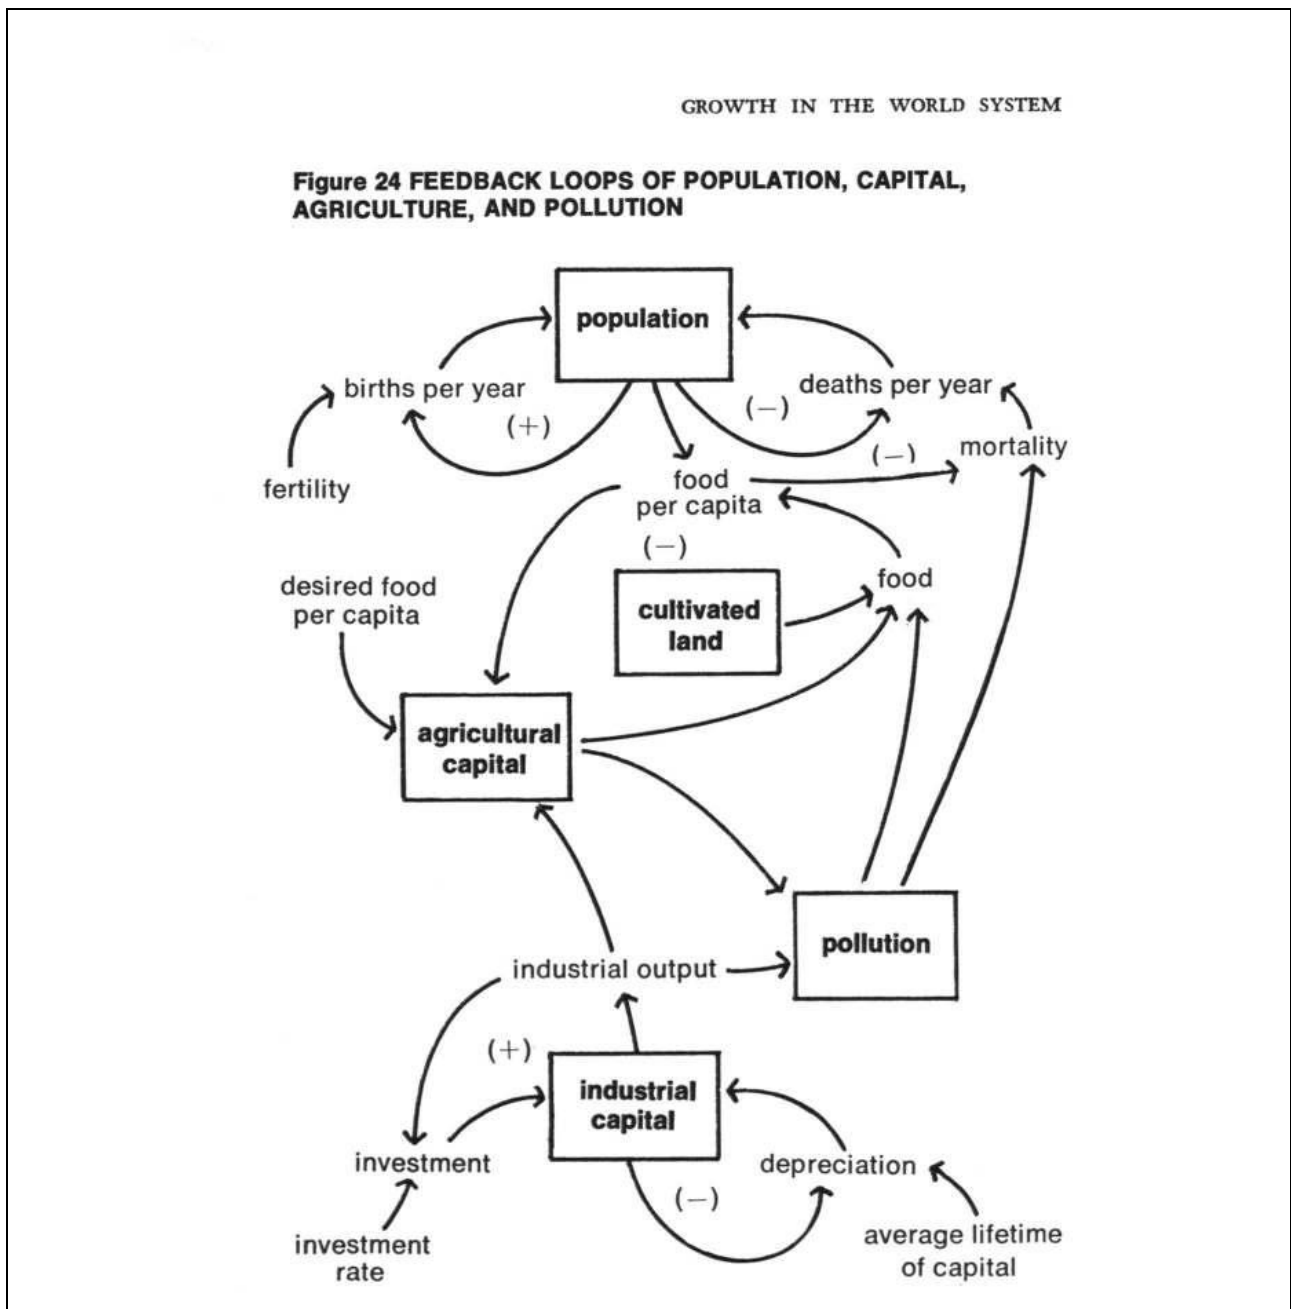 GROWTH IN THE WORLD SYSTEM
Figure 24 FEEDBACK LOOPS OF POPULATION, CAPITAL,
AGRICULTURE, AND POLLUTION
population
births per year
deaths per year
(−)
(+)
mortality
(−)
fertility
food
per capita
(−)
food
desired food
per capita
cultivated
land
agricultural
capital
pollution
industrial output
(+)
industrial
capital
investment
depreciation
(−)
investment
rate
average lifetime
of capital